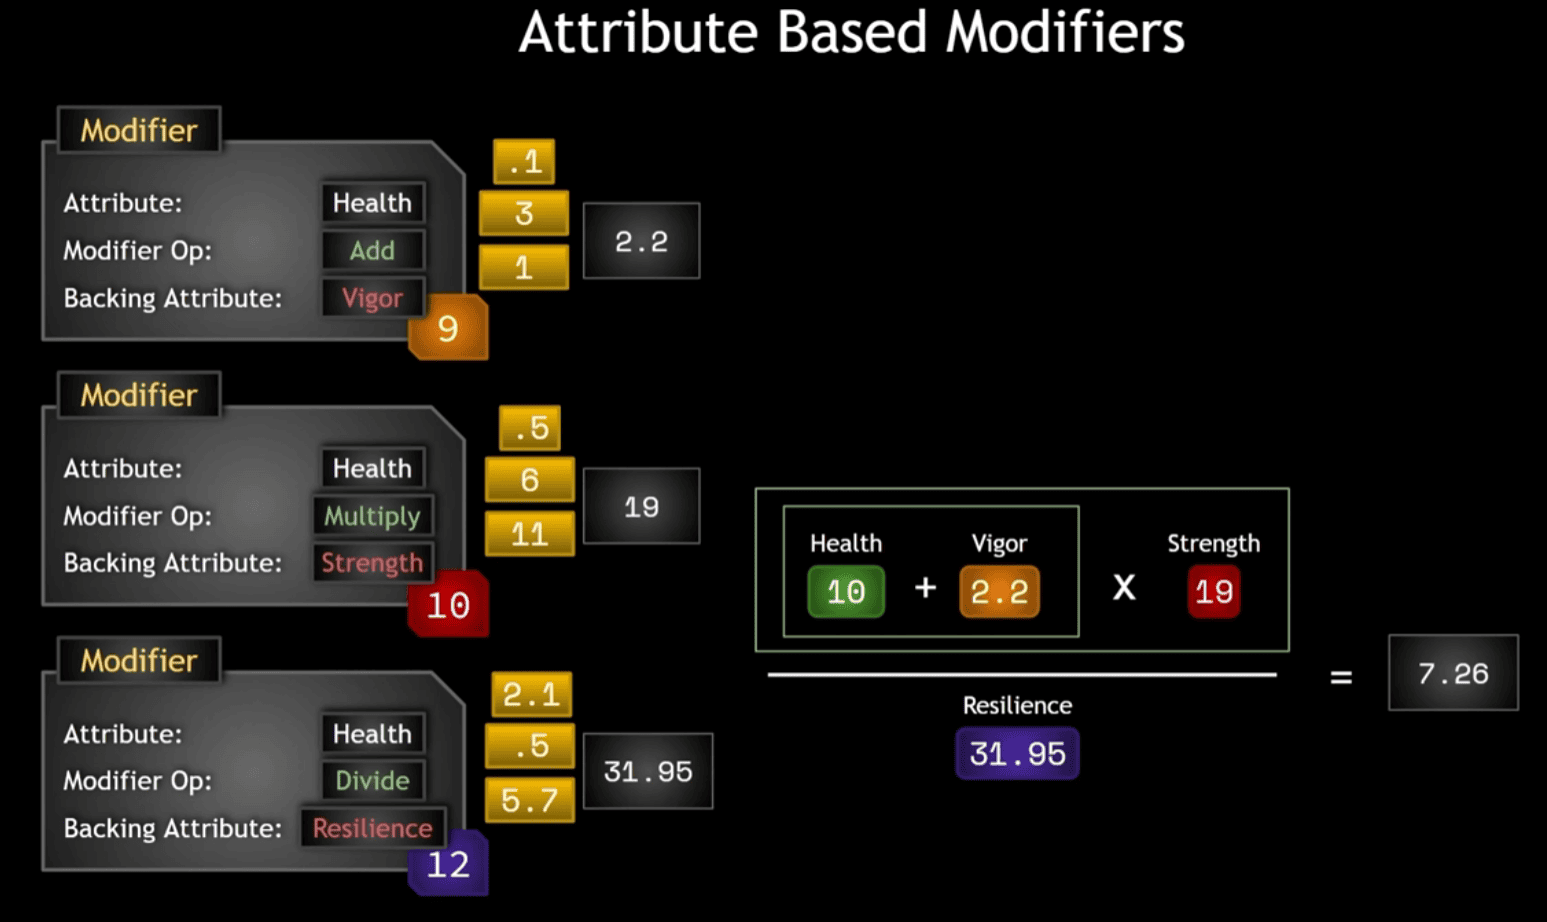 Attribute Based Modifiers
Modifier
Attribute: Health
Modifier Op: Add
Backing Attribute: Vigor
9
.1
3
1
2.2
Modifier
Attribute: Health
Modifier Op: Multiply
Backing Attribute: Strength
10
.5
6
11
19
Modifier
Attribute: Health
Modifier Op: Divide
Backing Attribute: Resilience
12
2.1
.5
5.7
31.95
Health Vigor Strength
10 + 2.2 X 19
Resilience
31.95
= 7.26